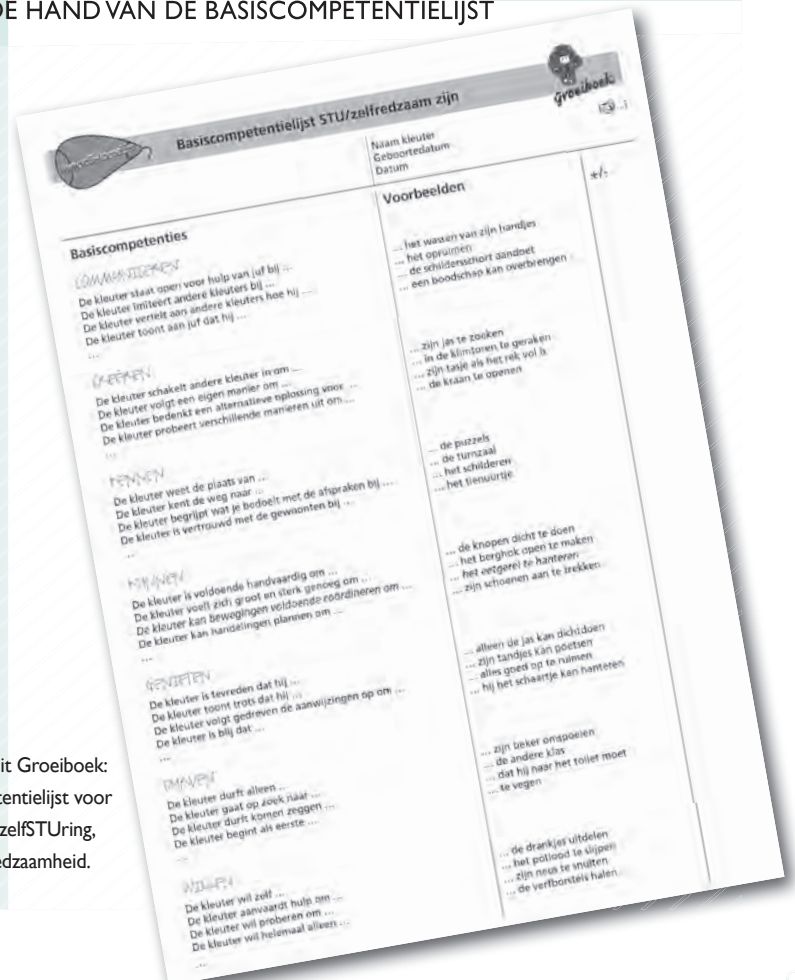 DE HAND VAN DE BASISCOMPETENTIELIJST
Basiscompetentielijst STU/zelfredzaam zijn
Groeiboek
Naam kleuter
Geboortedatum
Datum
Basiscompetenties
Voorbeelden
+/-
COMMUNICEREN
De kleuter staat open voor hulp van juf bij ...
De kleuter imiteert andere kleuters bij ...
De kleuter vertelt aan andere kleuters hoe hij ...
De kleuter toont aan juf dat hij ...
...
... het wassen van zijn handjes
... het opruimen
... de schildersschort aandoet
... een boodschap kan overbrengen
CREËREN
De kleuter schakelt andere kleuter in om ...
De kleuter volgt een eigen manier om ...
De kleuter bedenkt een alternatieve oplossing voor ...
De kleuter probeert verschillende manieren uit om ...
...
... zijn jas te zoeken
... in de klimtoren te geraken
... zijn tasje als het rek vol is
... de kraan te openen
KENNEN
De kleuter weet de plaats van ...
De kleuter kent de weg naar ...
De kleuter begrijpt wat je bedoelt met de afspraken bij ...
De kleuter is vertrouwd met de gewoonten bij ...
...
... de puzzels
... de turnzaal
... het schilderen
... het tienuurtje
KUNNEN
De kleuter is voldoende handvaardig om ...
De kleuter voelt zich groot en sterk genoeg om ...
De kleuter kan bewegingen voldoende coördineren om ...
De kleuter kan handelingen plannen om ...
...
... de knopen dicht te doen
... het berghok open te maken
... het eetgerei te hanteren
... zijn schoenen aan te trekken
GENIETEN
De kleuter is tevreden dat hij ...
De kleuter toont trots dat hij ...
De kleuter volgt gedreven de aanwijzingen op om ...
De kleuter is blij dat ...
...
... alleen de jas kan dichtdoen
... zijn tandjes kan poetsen
... alles goed op te ruimen
... hij het schaartje kan hanteren
DURVEN
De kleuter durft alleen ...
De kleuter gaat op zoek naar ...
De kleuter durft komen zeggen ...
De kleuter begint als eerste ...
...
... zijn beker omspoelen
... de andere klas
... dat hij naar het toilet moet
... te vegen
WILLEN
De kleuter wil zelf ...
De kleuter aanvaardt hulp om ...
De kleuter wil proberen om ...
De kleuter wil helemaal alleen ...
...
... de drankjes uitdelen
... het potlood te slijpen
... zijn neus te snuiten
... de verfborstels halen
it Groeiboek:
tentielijst voor
zelfSTUring,
edzaamheid.